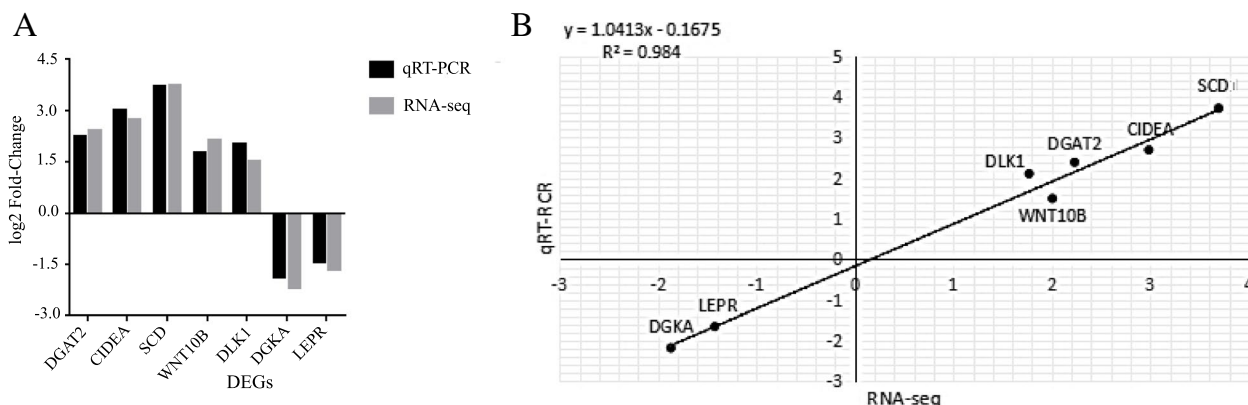 A
log2 Fold-Change
4.5
3.0
1.5
0.0
-1.5
-3.0
qRT-PCR
RNA-seq
DGAT2
CIDEA
SCD
WNT10B
DLK1
DGKA
LEPR
DEGs
B
y = 1.0413x - 0.1675
R² = 0.984
qRT-RCR
5
4
3
2
1
0
-1
-2
-3
-3
-2
-1
0
1
2
3
4
SCD
CIDEA
DGAT2
DLK1
WNT10B
LEPR
DGKA
RNA-seq